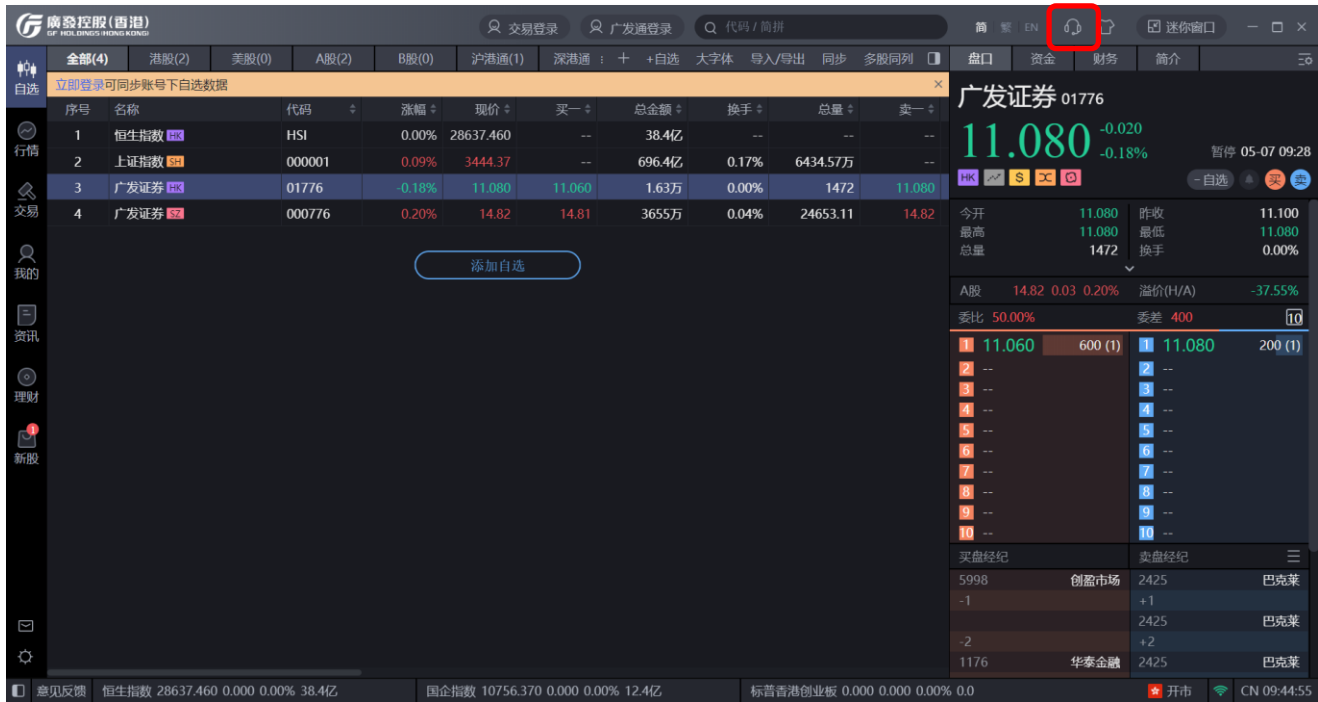 廣發控股(香港)
GF HOLDINGS (HONG KONG)
交易登录 广发通登录 代码 / 简拼 简 繁 EN 迷你窗口
自选
行情
交易
我的
资讯
理财
1
新股
全部(4) 港股(2) 美股(0) A股(2) B股(0) 沪港通(1) 深港通 +自选 大字体 导入/导出 同步 多股同列
立即登录可同步账号下自选数据
序号 名称 代码 涨幅 现价 买一 总金额 换手 总量 卖一
1 恒生指数 HK HSI 0.00% 28637.460 -- 38.4亿 -- -- --
2 上证指数 SH 000001 0.09% 3444.37 -- 696.4亿 0.17% 6434.57万 --
3 广发证券 HK 01776 -0.18% 11.080 11.060 1.63万 0.00% 1472 11.080
4 广发证券 SZ 000776 0.20% 14.82 14.81 3655万 0.04% 24653.11 14.82
添加自选
盘口 资金 财务 简介
广发证券 01776
11.080 -0.020
-0.18% 暂停 05-07 09:28
HK S -自选 买 卖
今开 11.080 昨收 11.100
最高 11.080 最低 11.080
总量 1472 换手 0.00%
A股 14.82 0.03 0.20% 溢价(H/A) -37.55%
委比 50.00% 委差 400 10
1 11.060 600 (1) 1 11.080 200 (1)
2 -- 2 --
3 -- 3 --
4 -- 4 --
5 -- 5 --
6 -- 6 --
7 -- 7 --
8 -- 8 --
9 -- 9 --
10 -- 10 --
买盘经纪 卖盘经纪
5998 创盈市场 2425 巴克莱
-1 +1
2425 巴克莱
-2 +2
1176 华泰金融 2425 巴克莱
意见反馈 恒生指数 28637.460 0.000 0.00% 38.4亿 国企指数 10756.370 0.000 0.00% 12.4亿 标普香港创业板 0.000 0.000 0.00% 0.0 开市 CN 09:44:55